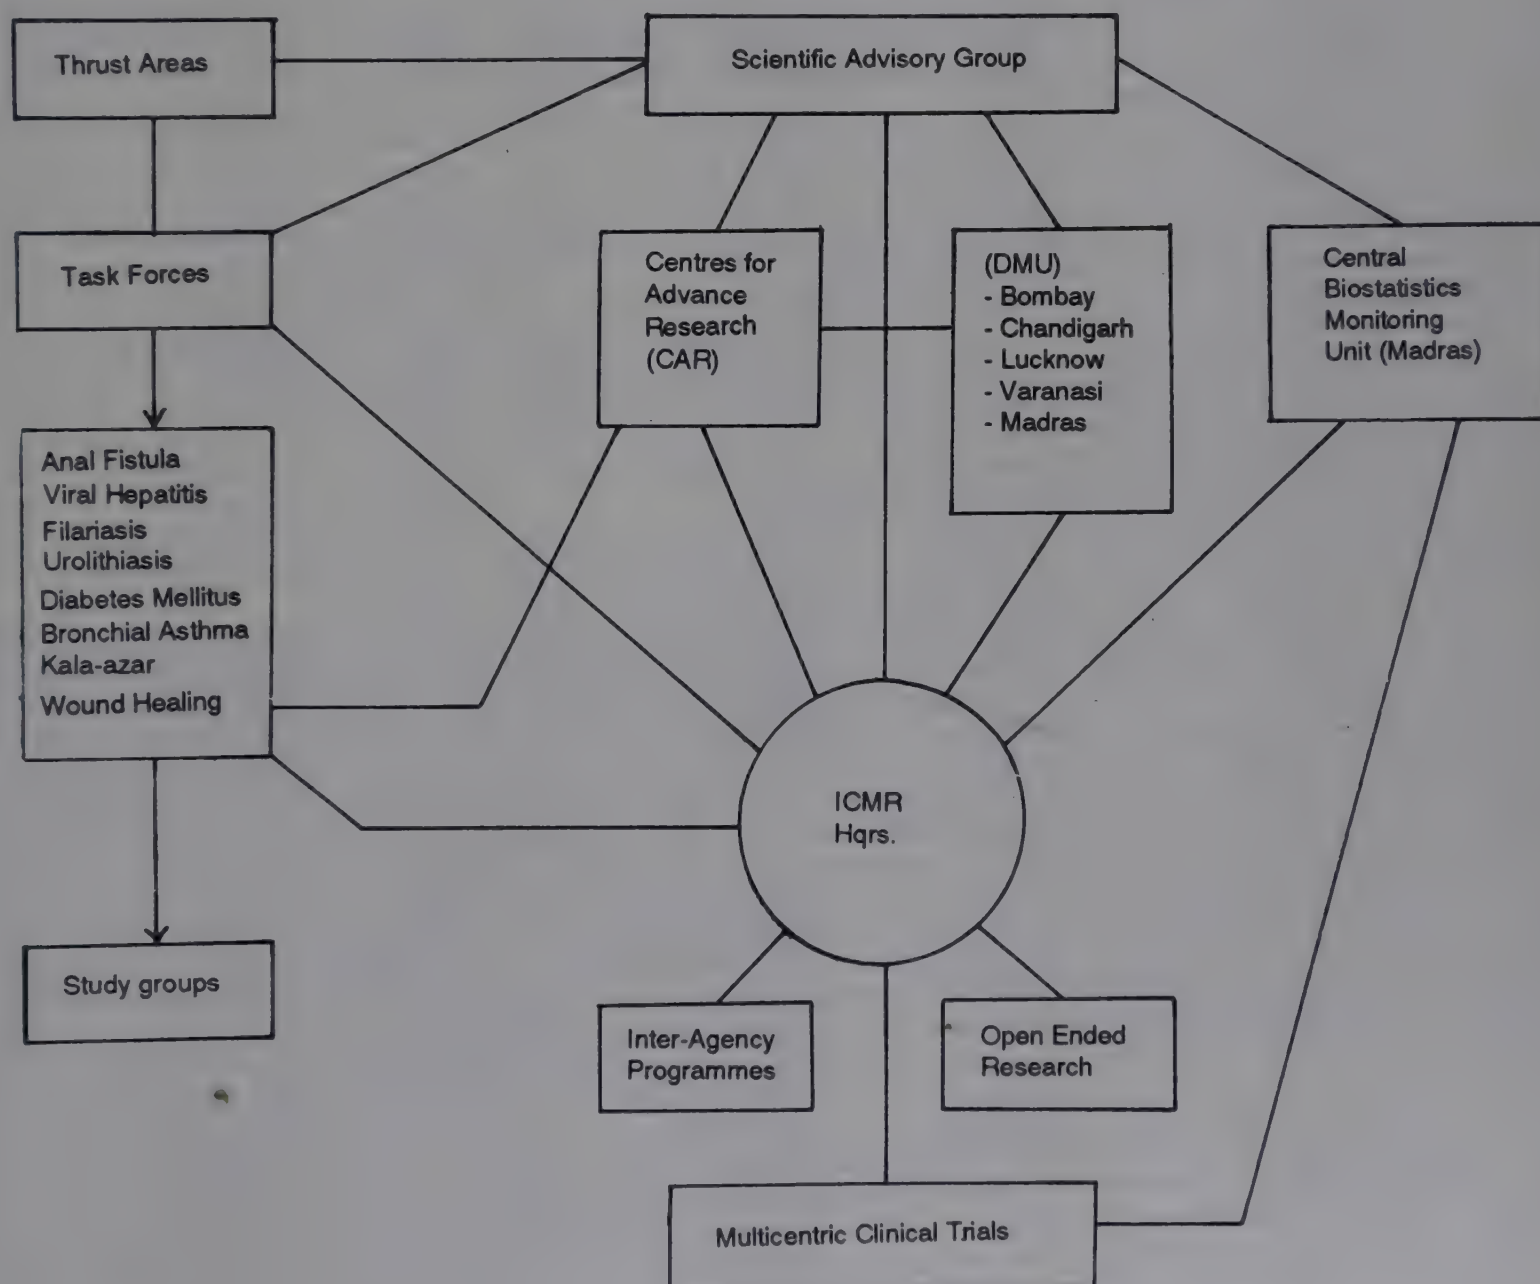 Thrust Areas
Scientific Advisory Group
Task Forces
Centres for
Advance
Research
(CAR)
(DMU)
- Bombay
- Chandigarh
- Lucknow
- Varanasi
- Madras
Central
Biostatistics
Monitoring
Unit (Madras)
Anal Fistula
Viral Hepatitis
Filariasis
Urolithiasis
Diabetes Mellitus
Bronchial Asthma
Kala-azar
Wound Healing
ICMR
Hqrs.
Study groups
Inter-Agency
Programmes
Open Ended
Research
Multicentric Clinical Trials